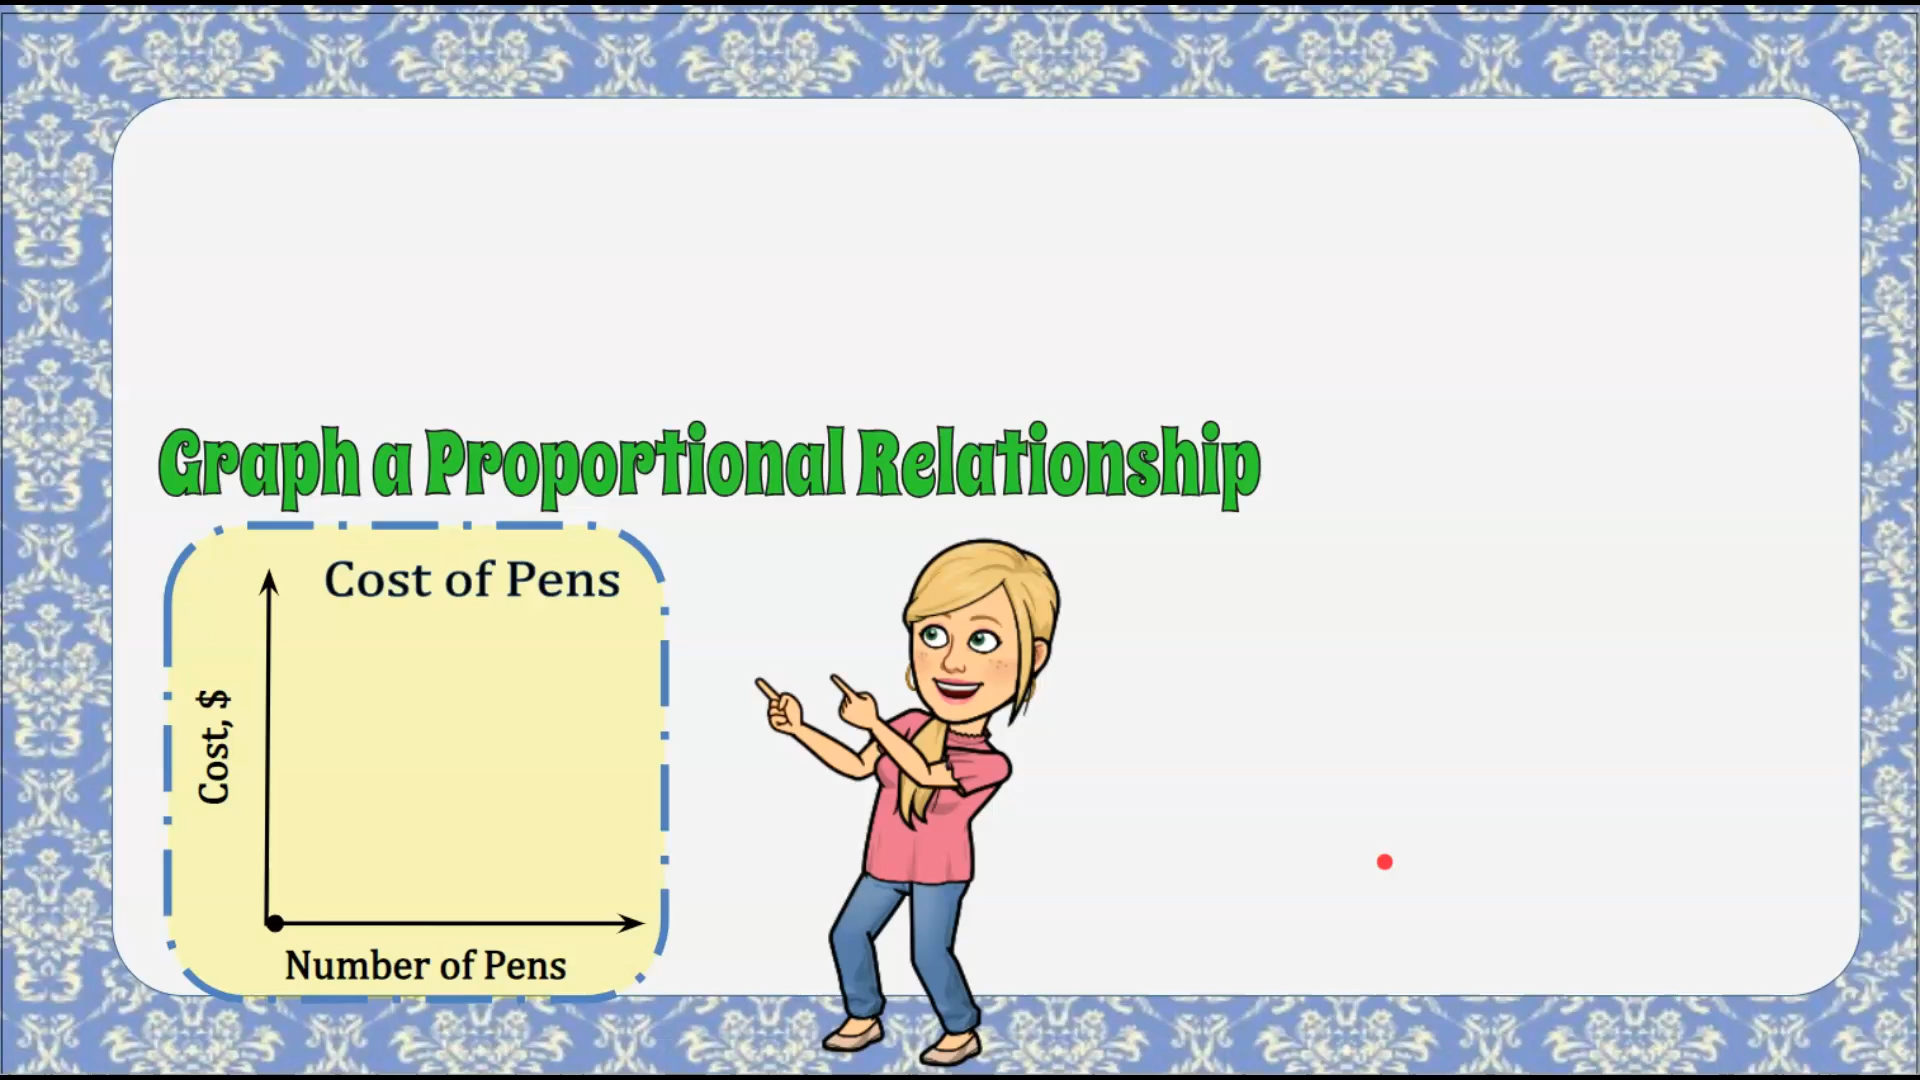 Graph a Proportional Relationship
Cost of Pens
Cost, $
Number of Pens